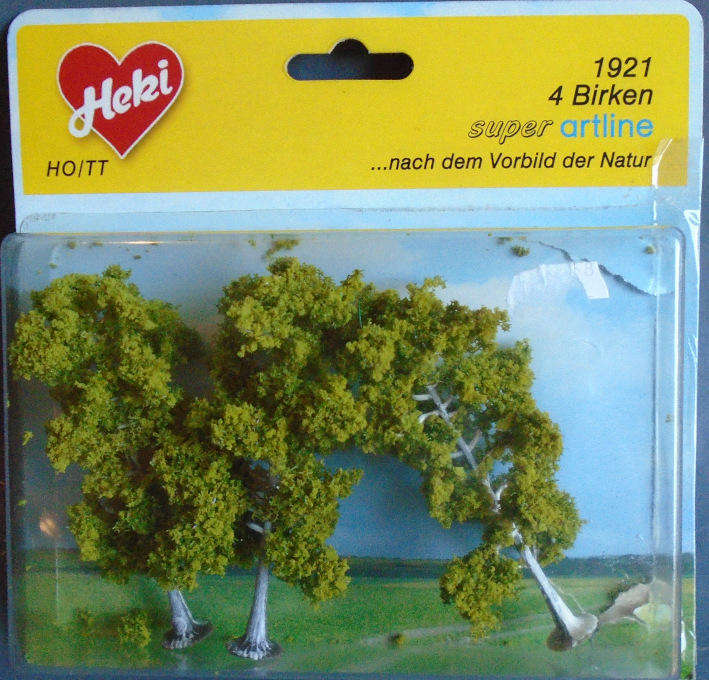 Heki
HO/TT
1921
4 Birken
super artline
...nach dem Vorbild der Natur